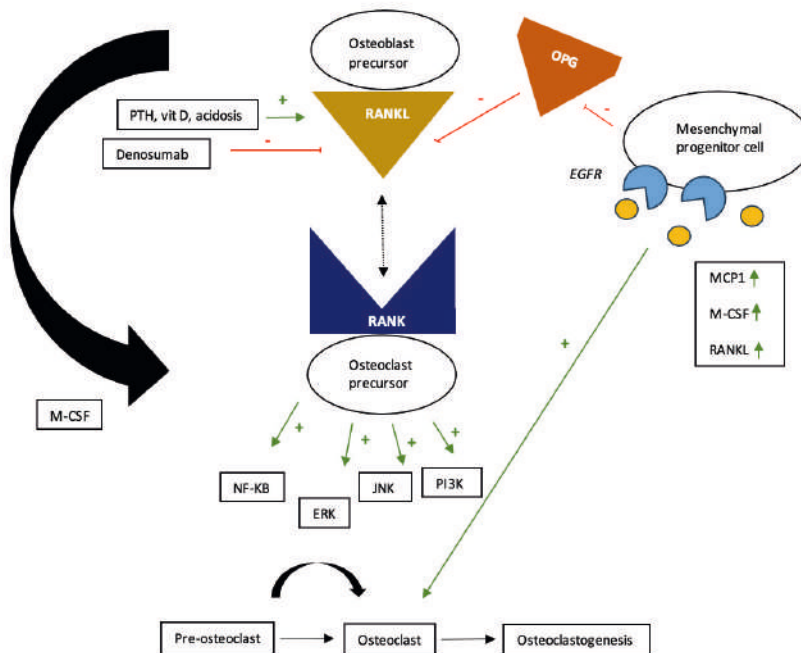 Osteoblast
precursor
OPG
PTH, vit D, acidosis
+
RANKL
-
-
Denosumab
-
Mesenchymal
progenitor cell
EGFR
RANK
MCP1
M-CSF
RANKL
+
Osteoclast
precursor
M-CSF
+
+
+
+
NF-KB
ERK
JNK
PI3K
Pre-osteoclast
Osteoclast
Osteoclastogenesis